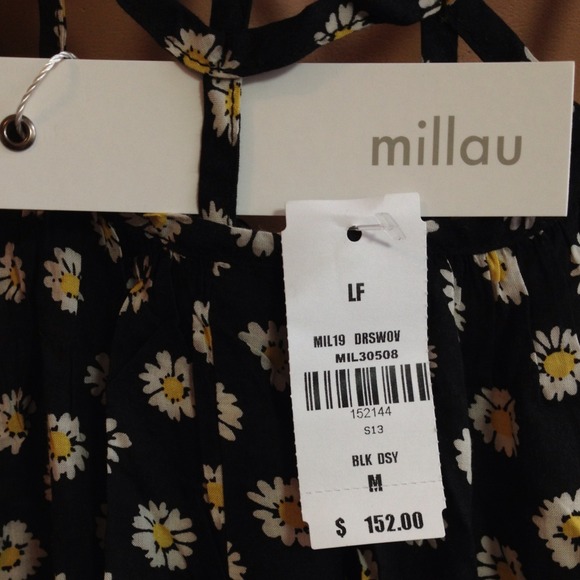 millau
LF
MIL19 DRSWOV
MIL30508
152144
S13
BLK DSY
M
$ 152.00